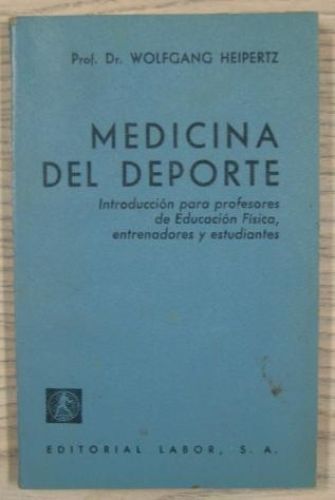 Prof. Dr. WOLFGANG HEIPERTZ
MEDICINA
DEL DEPORTE
Introducción para profesores
de Educación Física,
entrenadores y estudiantes
EDITORIAL LABOR, S. A.